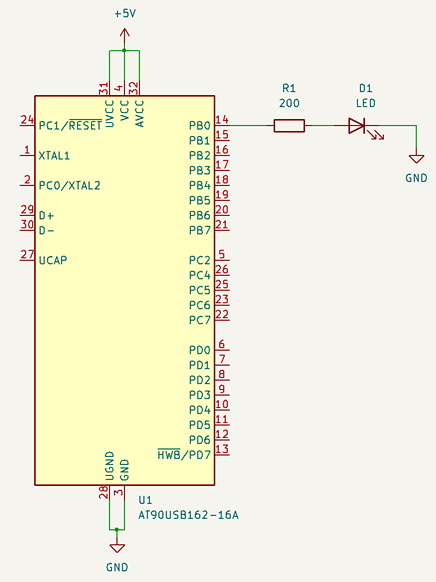 +5V
31
4
32
UVCC
VCC
AVCC
R1
200
D1
LED
GND
24 PC1/RESET
1 XTAL1
2 PC0/XTAL2
29 D+
30 D-
27 UCAP
PB0 14
PB1 15
PB2 16
PB3 17
PB4 18
PB5 19
PB6 20
PB7 21
PC2 5
PC4 26
PC5 25
PC6 23
PC7 22
PD0 6
PD1 7
PD2 8
PD3 9
PD4 10
PD5 11
PD6 12
HWB/PD7 13
UGND
GND
28
3
U1
AT90USB162-16A
GND